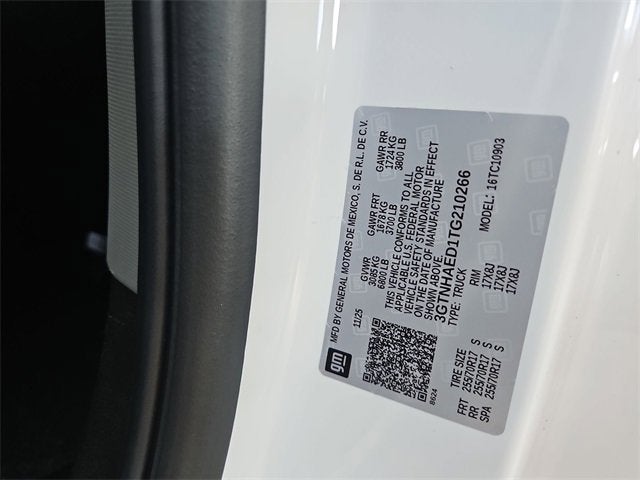 gm
MFD BY GENERAL MOTORS DE MEXICO, S. DE R.L. DE C.V.
11/25
GVWR GAWR FRT GAWR RR
3085 KG 1678 KG 1724 KG
6800 LB 3700 LB 3800 LB
THIS VEHICLE CONFORMS TO ALL
APPLICABLE U.S. FEDERAL MOTOR
VEHICLE SAFETY STANDARDS IN EFFECT
ON THE DATE OF MANUFACTURE
SHOWN ABOVE.
3GTNHAED1TG210266
TYPE: TRUCK MODEL: 16TC10903
8624
TIRE SIZE RIM
FRT 255/70R17 S 17X8J
RR 255/70R17 S 17X8J
SPA 255/70R17 S 17X8J